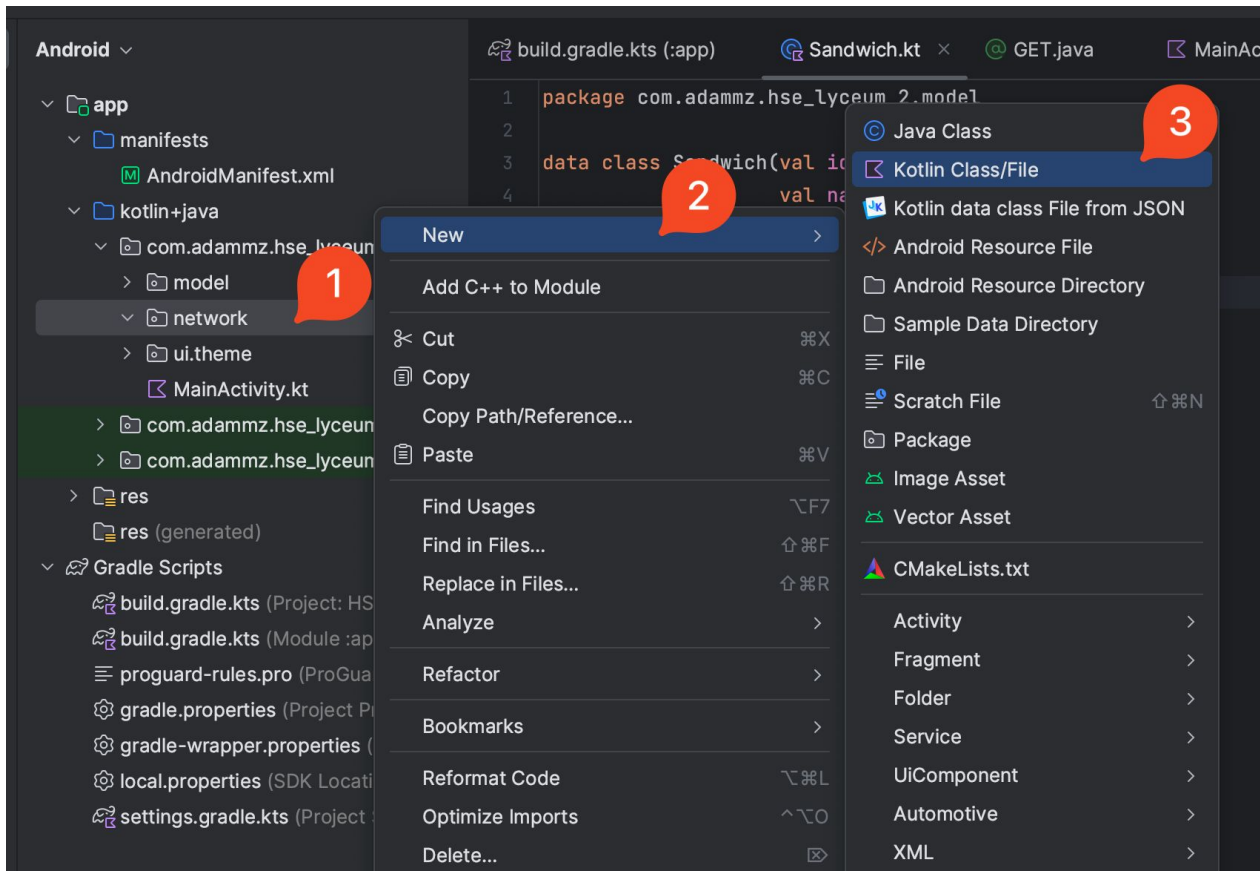 Android
build.gradle.kts (:app)
Sandwich.kt
GET.java
MainAc
app
manifests
AndroidManifest.xml
kotlin+java
com.adammz.hse_lyceum
model
network
ui.theme
MainActivity.kt
com.adammz.hse_lyceum
com.adammz.hse_lyceum
res
res (generated)
Gradle Scripts
build.gradle.kts (Project: HS
build.gradle.kts (Module :ap
proguard-rules.pro (ProGua
gradle.properties (Project P
gradle-wrapper.properties (
local.properties (SDK Locati
settings.gradle.kts (Project
1 package com.adammz.hse_lyceum_2.model
2
3 data class Sandwich(val id
4 val na
1
2
3
New
Add C++ to Module
Cut ⌘X
Copy ⌘C
Copy Path/Reference...
Paste ⌘V
Find Usages ⌥F7
Find in Files... ⇧⌘F
Replace in Files... ⇧⌘R
Analyze
Refactor
Bookmarks
Reformat Code ⌥⌘L
Optimize Imports ^⌥O
Delete... ⌦
Java Class
Kotlin Class/File
Kotlin data class File from JSON
Android Resource File
Android Resource Directory
Sample Data Directory
File
Scratch File ⇧⌘N
Package
Image Asset
Vector Asset
CMakeLists.txt
Activity
Fragment
Folder
Service
UiComponent
Automotive
XML